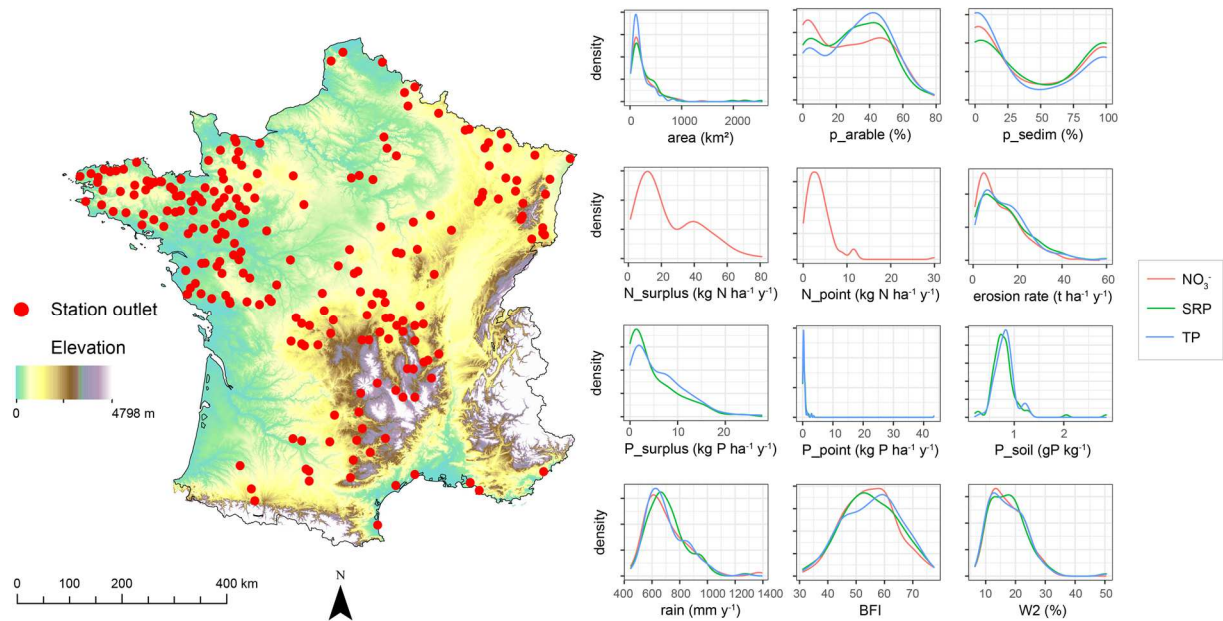 Station outlet
Elevation
0 4798 m
0 100 200 400 km
N
density
0 1000 2000
area (km²)
0 20 40 60 80
p_arable (%)
0 25 50 75 100
p_sedim (%)
density
0 20 40 60 80
N_surplus (kg N ha⁻¹ y⁻¹)
0 10 20 30
N_point (kg N ha⁻¹ y⁻¹)
0 20 40 60
erosion rate (t ha⁻¹ y⁻¹)
density
0 10 20
P_surplus (kg P ha⁻¹ y⁻¹)
0 10 20 30 40
P_point (kg P ha⁻¹ y⁻¹)
1 2
P_soil (gP kg⁻¹)
density
400 600 800 1000 1200 1400
rain (mm y⁻¹)
30 40 50 60 70
BFI
10 20 30 40 50
W2 (%)
NO₃⁻
SRP
TP